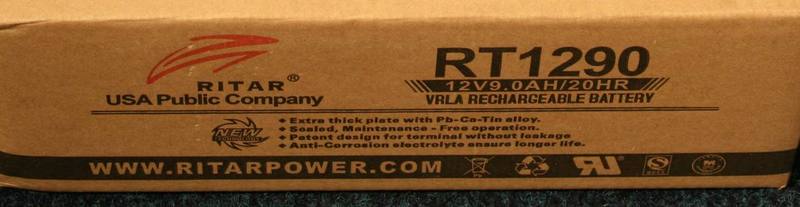 RITAR®
USA Public Company
RT1290
12V9.0AH/20HR
VRLA RECHARGEABLE BATTERY
NEW
• Extra thick plate with Pb-Ca-Tin alloy.
• Sealed, Maintenance - Free operation.
• Patent design for terminal without leakage
• Anti-Corrosion electrolyte ensure longer life.
WWW.RITARPOWER.COM